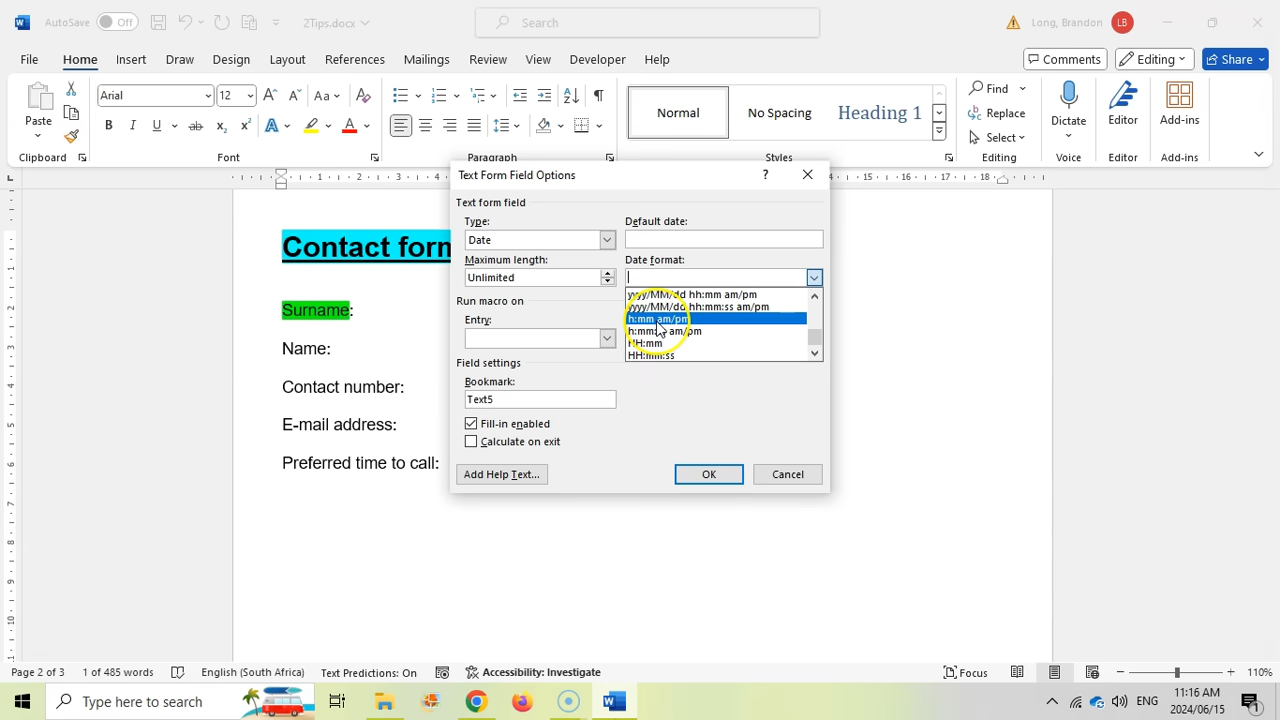 AutoSave Off 2Tips.docx Search Long, Brandon LB
File Home Insert Draw Design Layout References Mailings Review View Developer Help Comments Editing Share
Paste Arial 12 Normal No Spacing Heading 1 Find Replace Select Dictate Editor Add-ins
Clipboard Font Paragraph Styles Editing Voice Editor Add-ins
Contact form
Surname:
Name:
Contact number:
E-mail address:
Preferred time to call:
Text Form Field Options
Text form field
Type: Default date:
Date
Maximum length: Date format:
Unlimited
yyyy/MM/dd hh:mm am/pm
yyyy/MM/dd hh:mm:ss am/pm
h:mm am/pm
am/pm
HH:mm
HH:mm:ss
Run macro on
Entry:
Field settings
Bookmark:
Text5
Fill-in enabled
Calculate on exit
Add Help Text... OK Cancel
Page 2 of 3 1 of 485 words English (South Africa) Text Predictions: On Accessibility: Investigate Focus 110%
Type here to search ENG 11:16 AM
2024/06/15 1